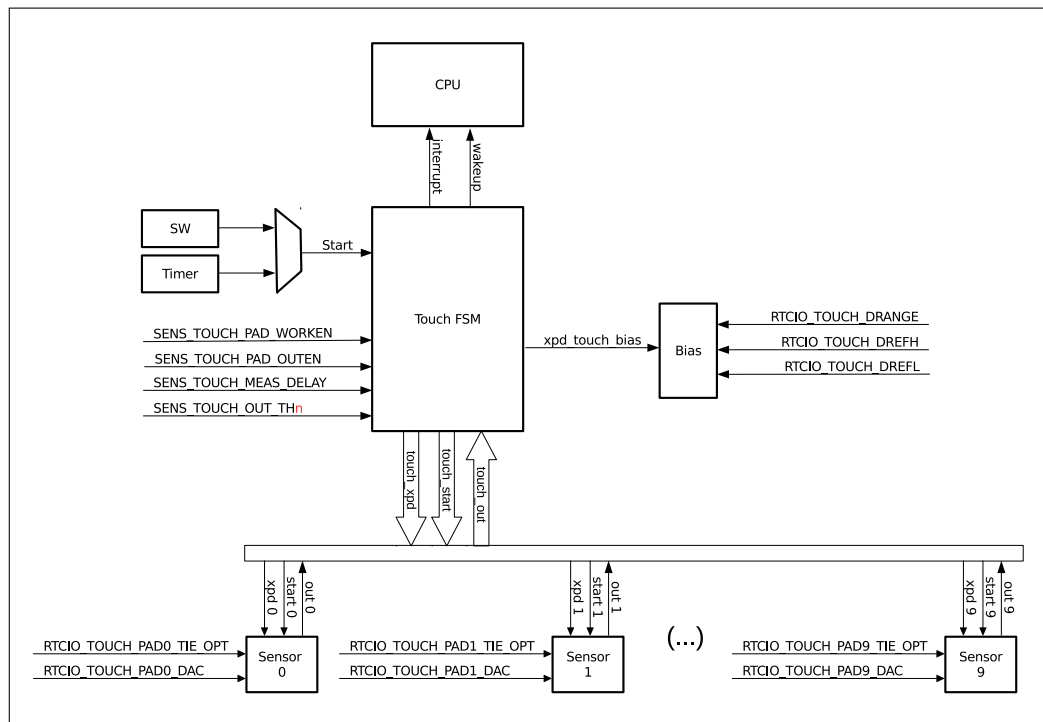 CPU
interrupt
wakeup
SW
Timer
Start
Touch FSM
SENS_TOUCH_PAD_WORKEN
SENS_TOUCH_PAD_OUTEN
SENS_TOUCH_MEAS_DELAY
SENS_TOUCH_OUT_THn
xpd_touch_bias
Bias
RTCIO_TOUCH_DRANGE
RTCIO_TOUCH_DREFH
RTCIO_TOUCH_DREFL
touch_xpd
touch_start
touch_out
xpd 0
start 0
out 0
xpd 1
start 1
out 1
xpd 9
start 9
out 9
RTCIO_TOUCH_PAD0_TIE_OPT
RTCIO_TOUCH_PAD0_DAC
Sensor
0
RTCIO_TOUCH_PAD1_TIE_OPT
RTCIO_TOUCH_PAD1_DAC
Sensor
1
(...)
RTCIO_TOUCH_PAD9_TIE_OPT
RTCIO_TOUCH_PAD9_DAC
Sensor
9